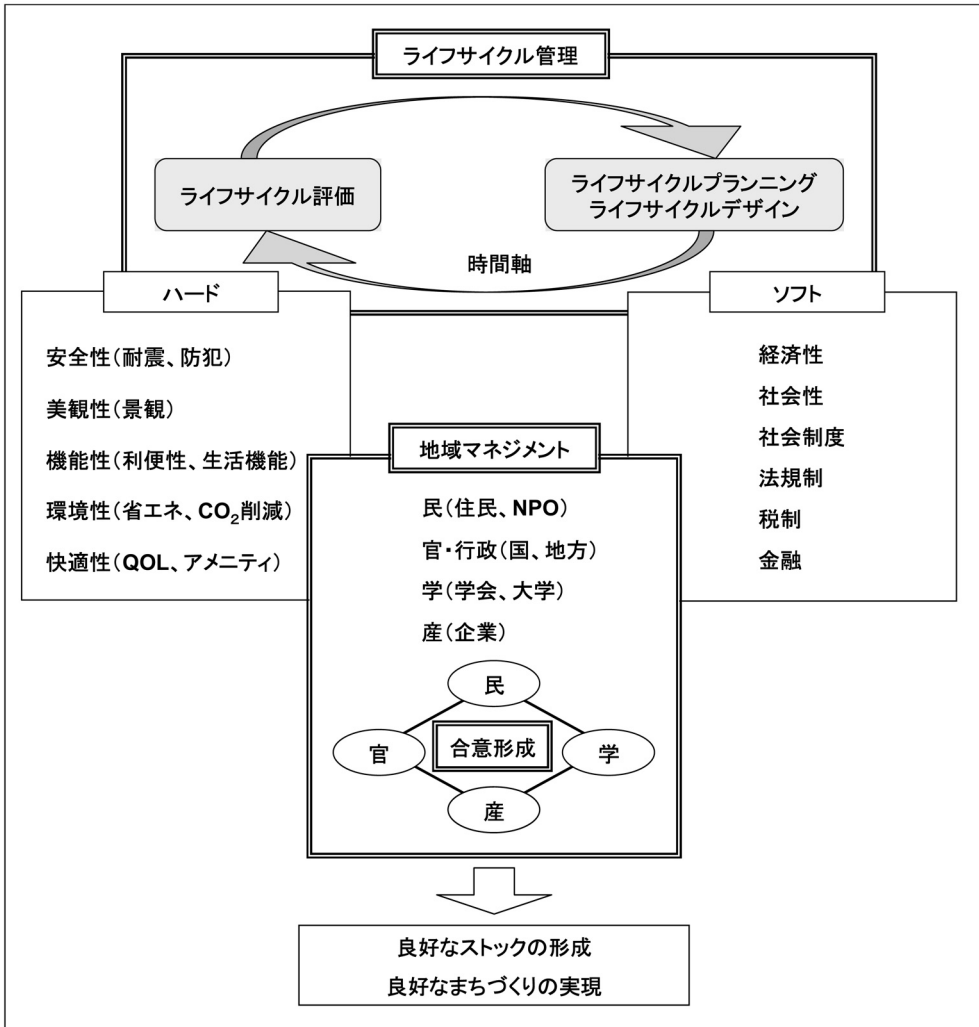 ライフサイクル管理
ライフサイクル評価
ライフサイクルプランニング
ライフサイクルデザイン
時間軸
ハード
安全性(耐震、防犯)
美観性(景観)
機能性(利便性、生活機能)
環境性(省エネ、CO₂削減)
快適性(QOL、アメニティ)
ソフト
経済性
社会性
社会制度
法規制
税制
金融
地域マネジメント
民(住民、NPO)
官・行政(国、地方)
学(学会、大学)
産(企業)
民
官
合意形成
学
産
良好なストックの形成
良好なまちづくりの実現